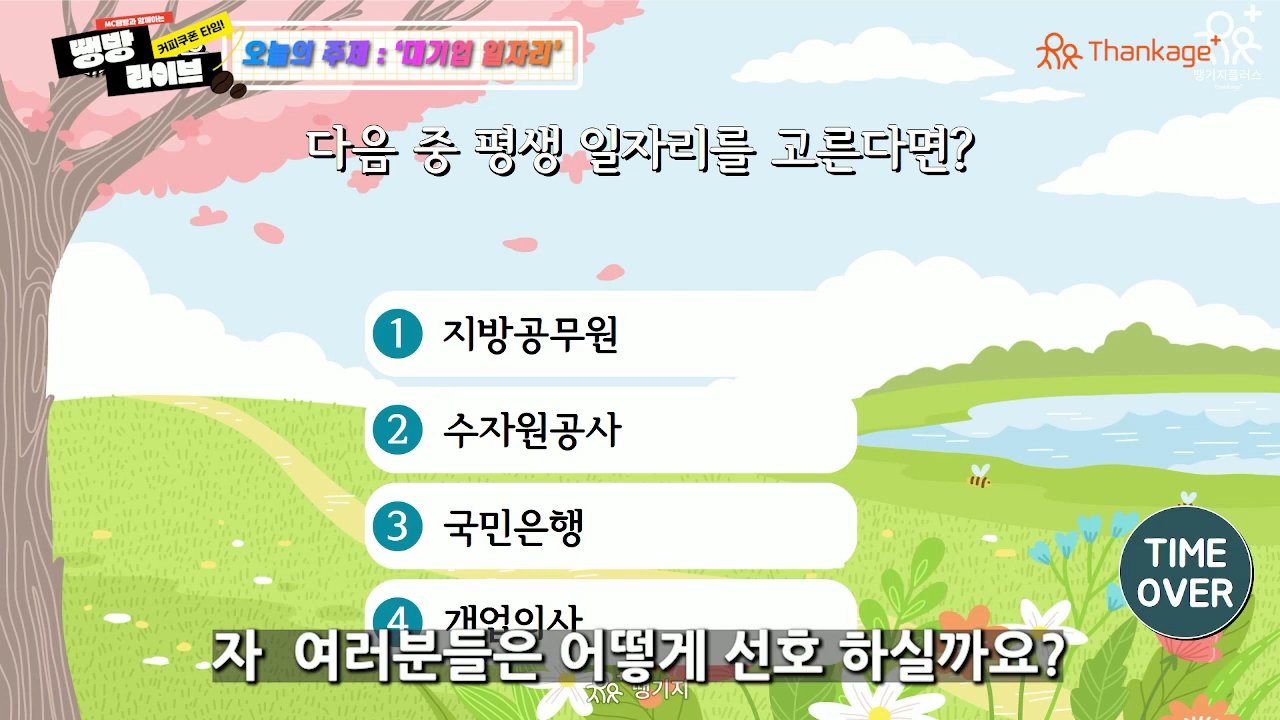 MC땡방과 함께하는
땡방
라이브
커피쿠폰 타임!
오늘의 주제 : ‘대기업 일자리’
Thankage+
땡기지플러스
다음 중 평생 일자리를 고른다면?
1 지방공무원
2 수자원공사
3 국민은행
4 개업의사
TIME
OVER
자 여러분들은 어떻게 선호 하실까요?
땡기지